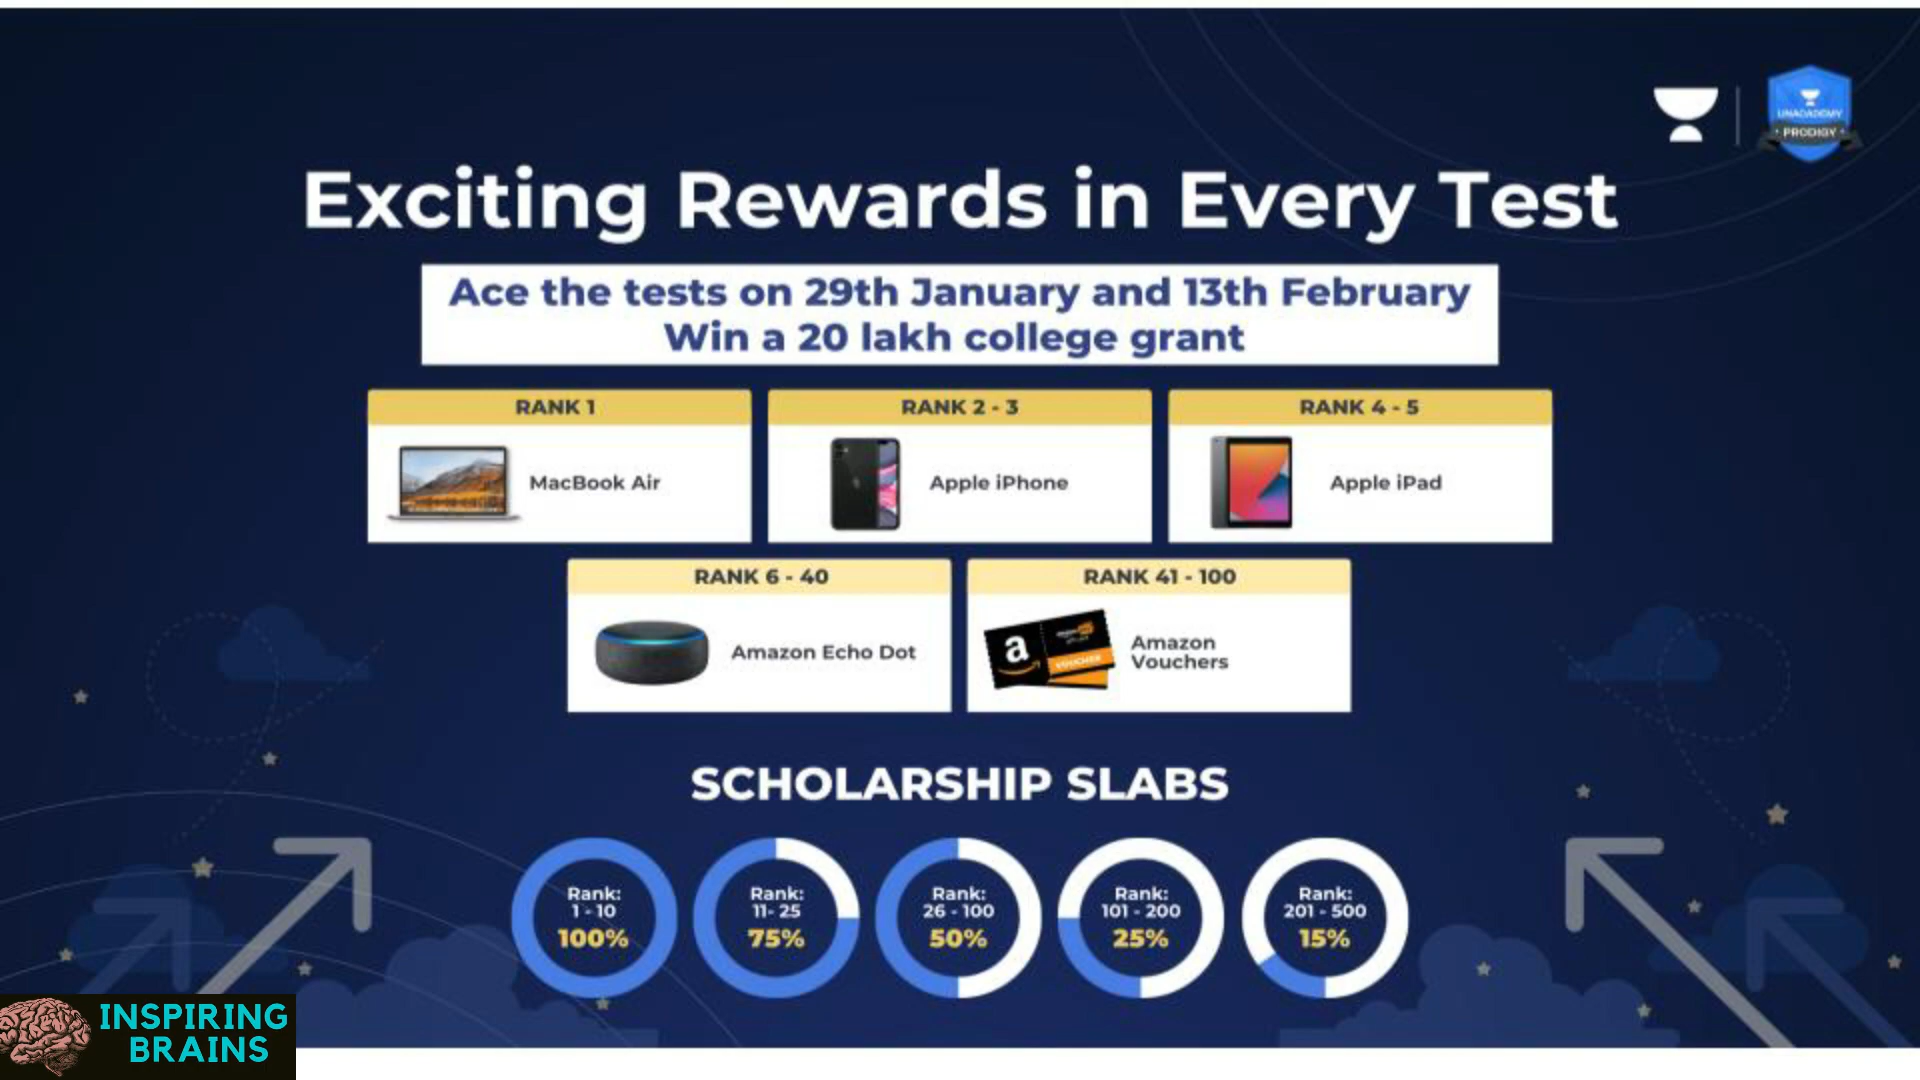 UNACADEMY
PRODIGY
Exciting Rewards in Every Test
Ace the tests on 29th January and 13th February
Win a 20 lakh college grant
RANK 1
MacBook Air
RANK 2 - 3
Apple iPhone
RANK 4 - 5
Apple iPad
RANK 6 - 40
Amazon Echo Dot
RANK 41 - 100
a
VOUCHER
Amazon
Vouchers
SCHOLARSHIP SLABS
Rank:
1 - 10
100%
Rank:
11- 25
75%
Rank:
26 - 100
50%
Rank:
101 - 200
25%
Rank:
201 - 500
15%
INSPIRING
BRAINS